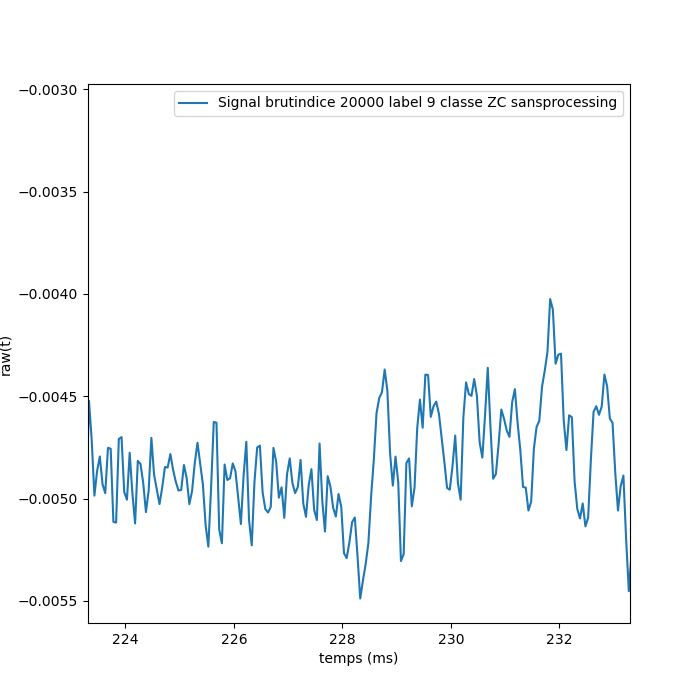 Signal brutindice 20000 label 9 classe ZC sansprocessing
−0.0030
−0.0035
−0.0040
−0.0045
−0.0050
−0.0055
raw(t)
224 226 228 230 232
temps (ms)